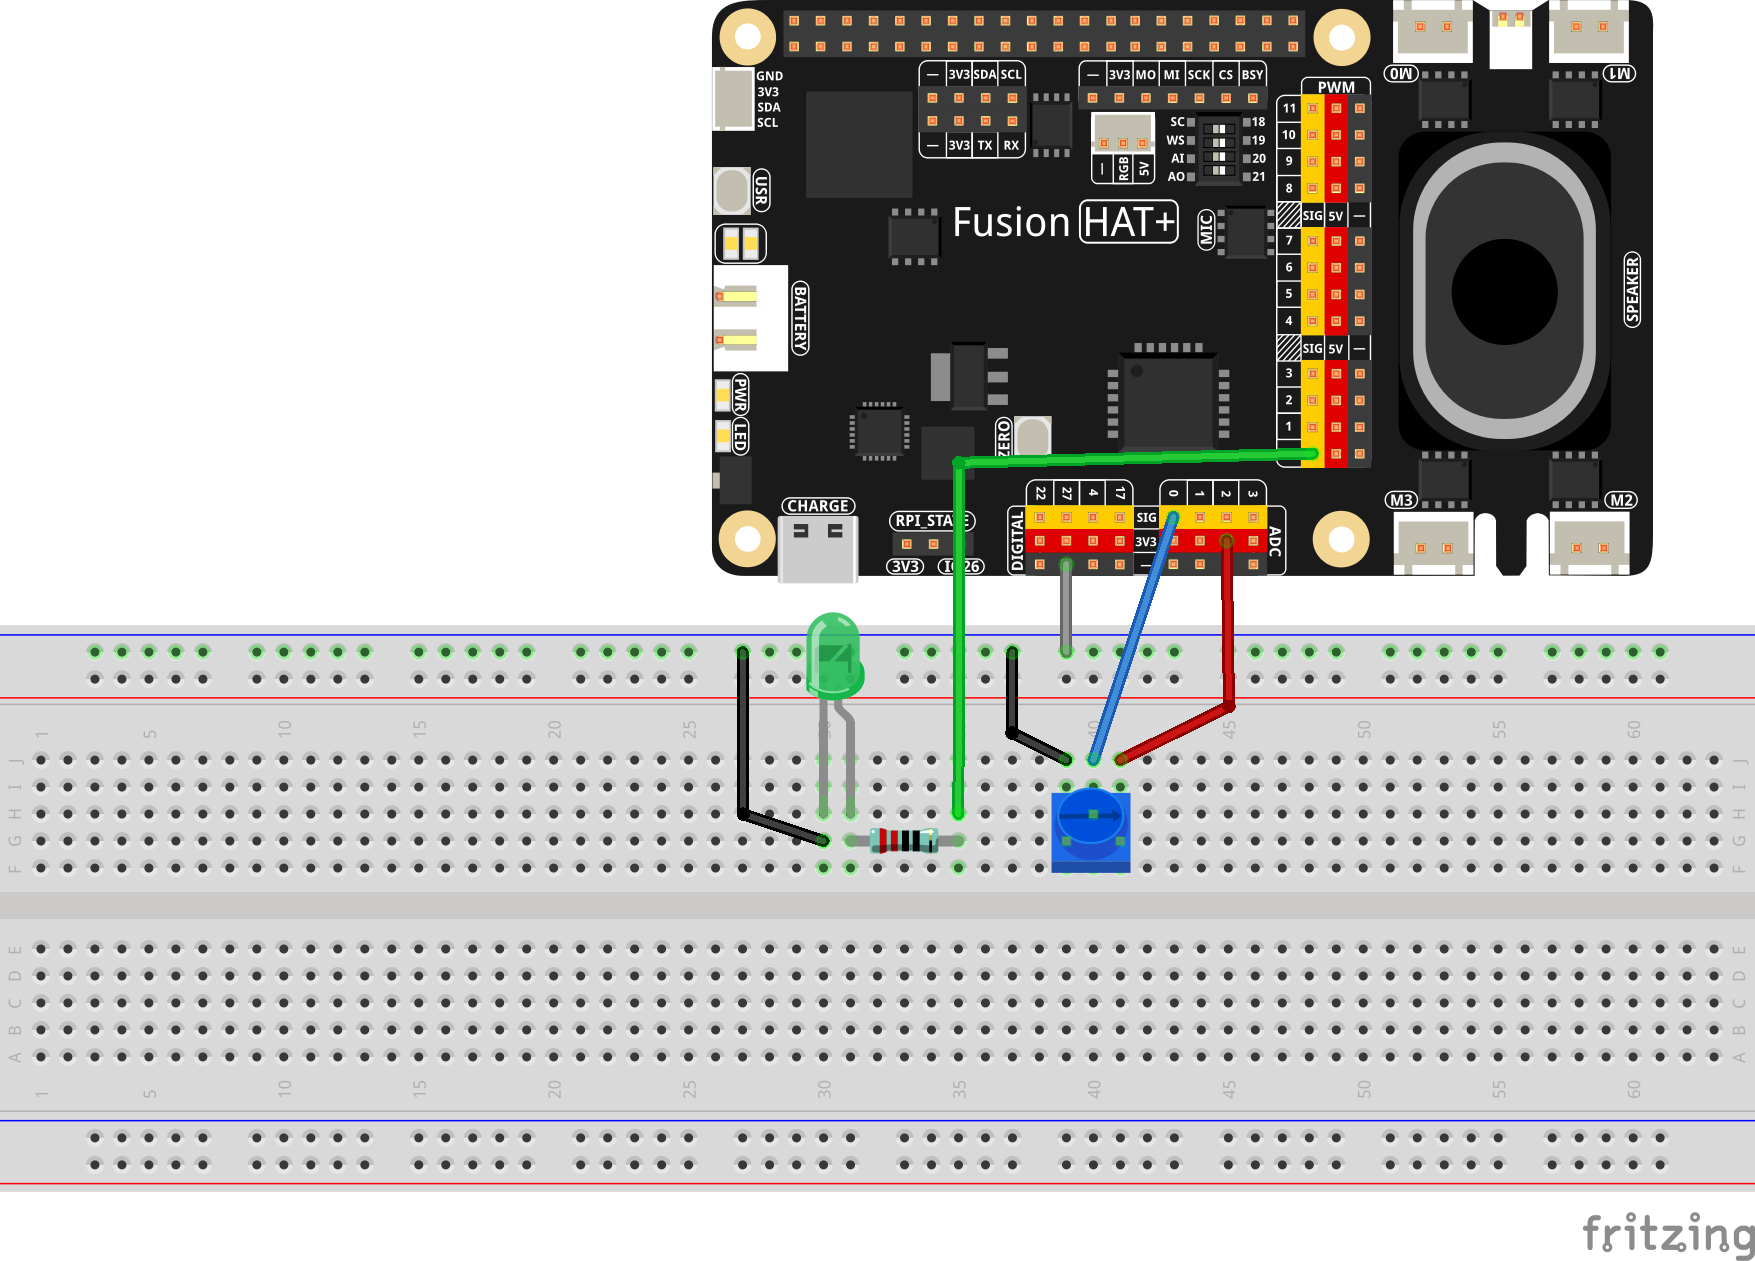 GND
3V3
SDA
SCL
— 3V3 SDA SCL
— 3V3 TX RX
— 3V3 MO MI SCK CS BSY
— RGB 5V
SC 18
WS 19
AI 20
AO 21
PWM
11
10
9
8
SIG 5V —
7
6
5
4
SIG 5V —
3
2
1
M0
M1
USR
Fusion HAT+
MIC
SPEAKER
BATTERY
PWR
LED
ZERO
M3
M2
CHARGE
RPI_STATE
3V3
IO26
DIGITAL
22 27 4 17
SIG
3V3
—
0 1 2 3
ADC
1 5 10 15 20 25 30 35 40 45 50 55 60
J J
I I
H H
G G
F F
E E
D D
C C
B B
A A
1 5 10 15 20 25 30 35 40 45 50 55 60
fritzing